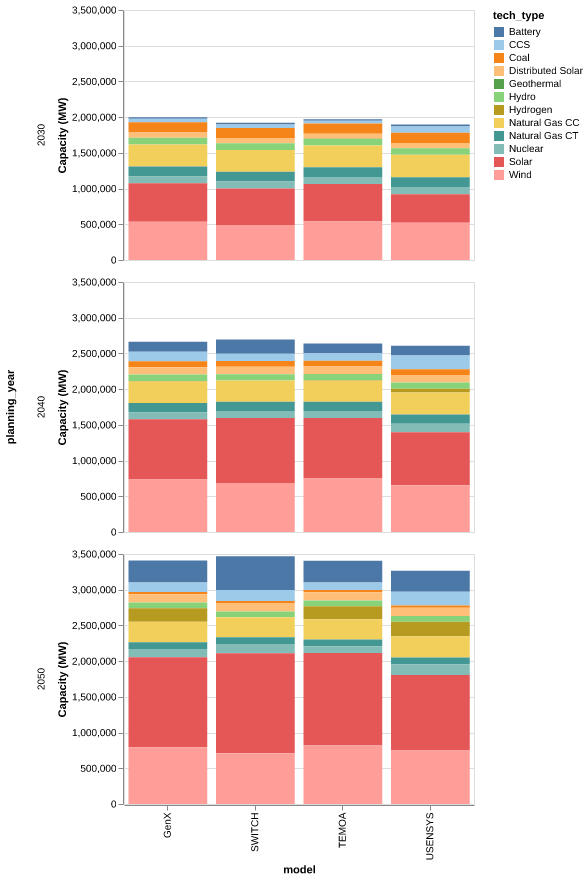 planning_year
2030
Capacity (MW)
3,500,000
3,000,000
2,500,000
2,000,000
1,500,000
1,000,000
500,000
0
2040
Capacity (MW)
3,500,000
3,000,000
2,500,000
2,000,000
1,500,000
1,000,000
500,000
0
2050
Capacity (MW)
3,500,000
3,000,000
2,500,000
2,000,000
1,500,000
1,000,000
500,000
0
GenX
SWITCH
TEMOA
USENSYS
model
tech_type
Battery
CCS
Coal
Distributed Solar
Geothermal
Hydro
Hydrogen
Natural Gas CC
Natural Gas CT
Nuclear
Solar
Wind